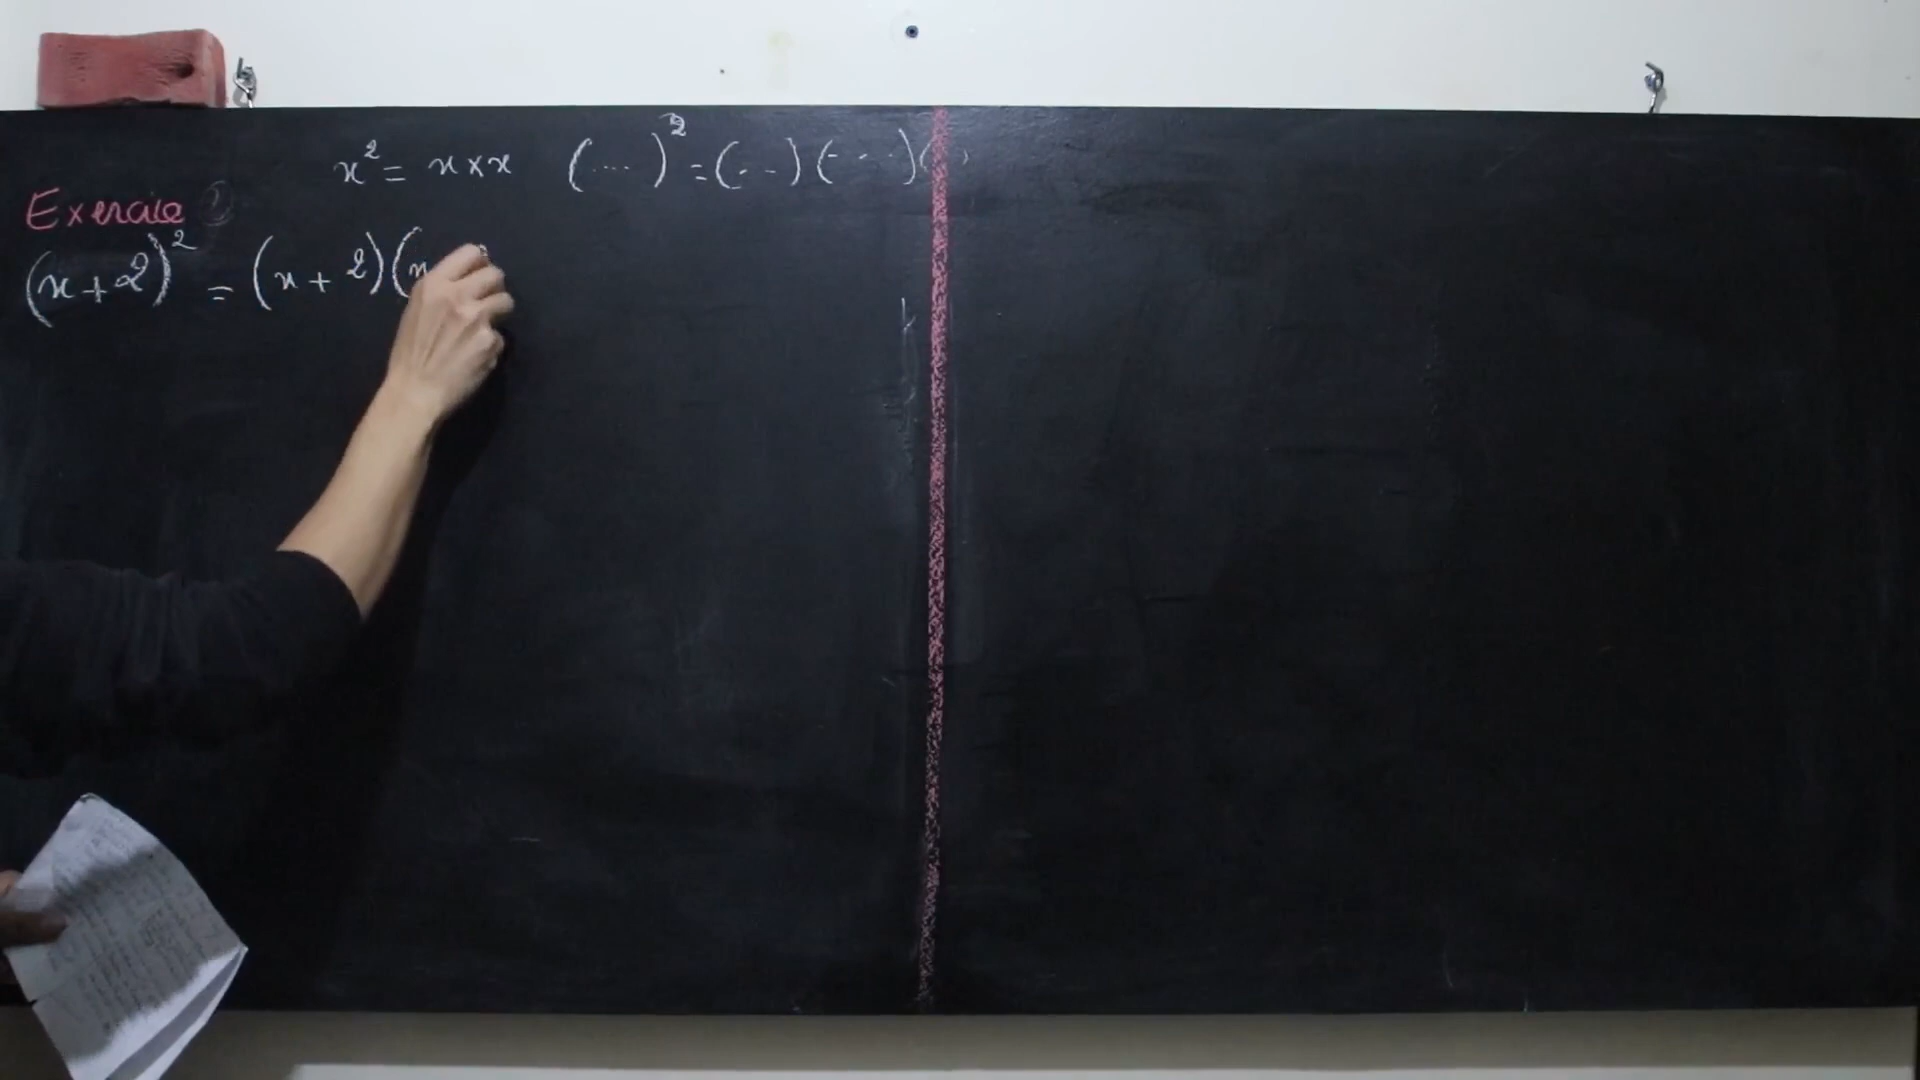 x² = x × x (...)² = (..)(...)
Exercice
(x + 2)² = (x + 2)(x